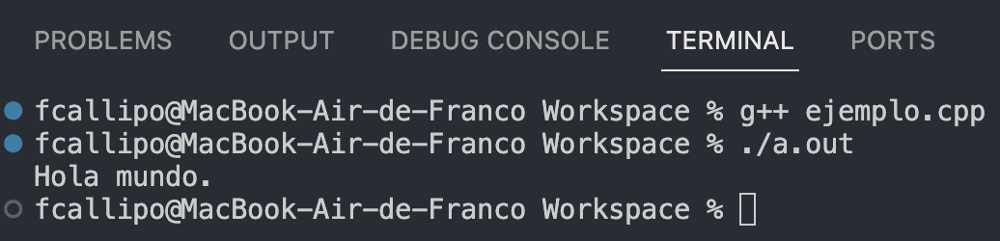 PROBLEMS OUTPUT DEBUG CONSOLE TERMINAL PORTS
fcallipo@MacBook-Air-de-Franco Workspace % g++ ejemplo.cpp
fcallipo@MacBook-Air-de-Franco Workspace % ./a.out
Hola mundo.
fcallipo@MacBook-Air-de-Franco Workspace %